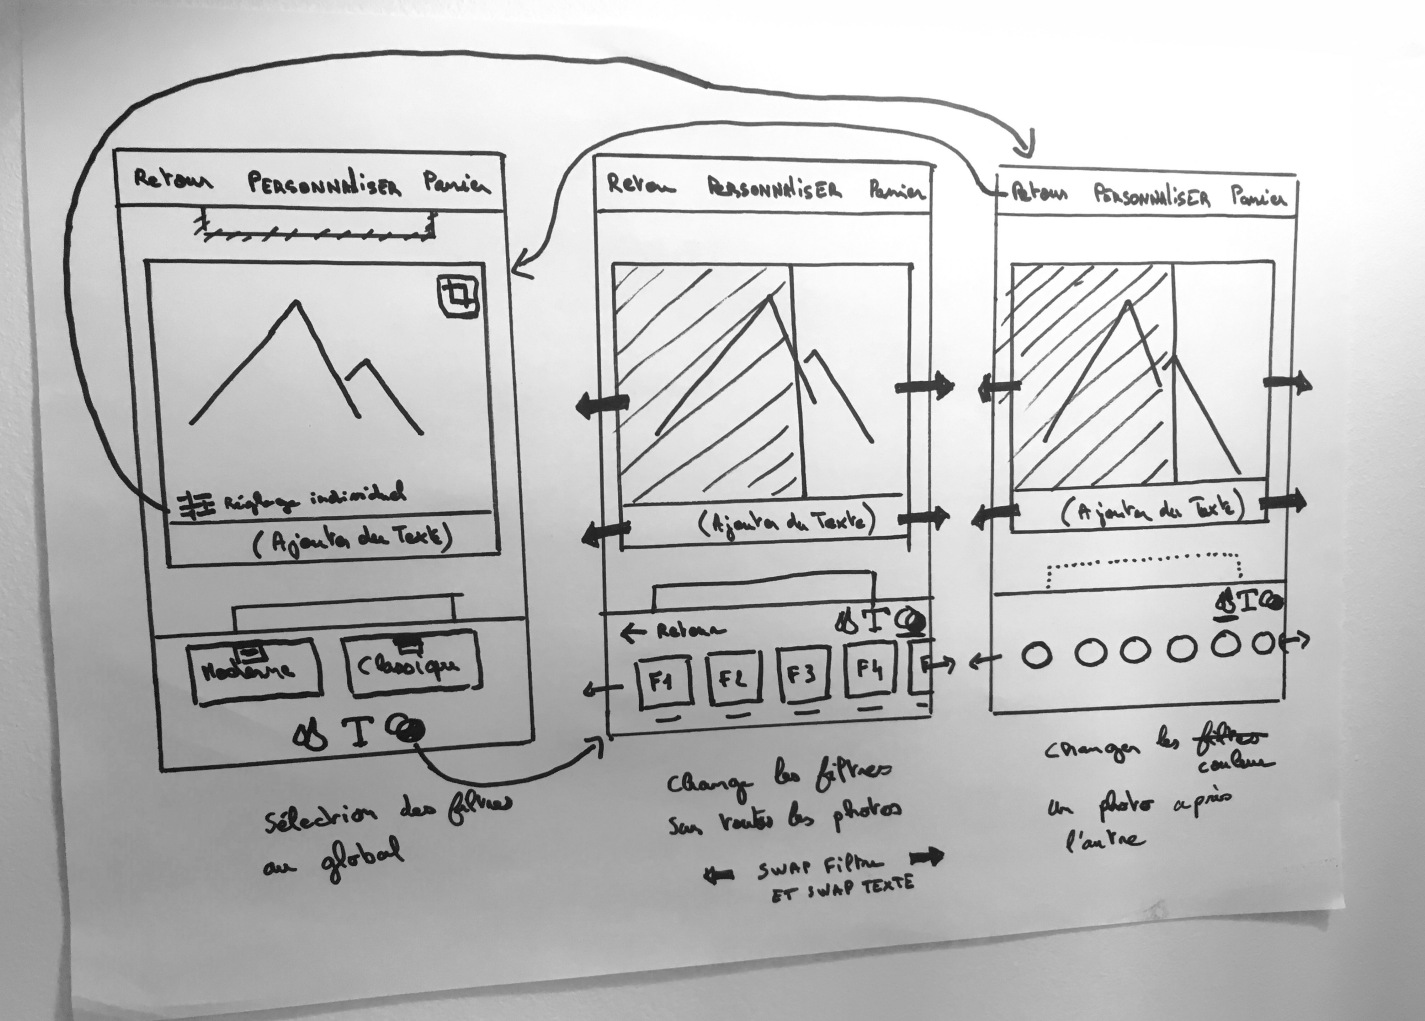 Retour PERSONNALISER Panier
Réglage individuel
(Ajouter du Texte)
Moderne Classique
T
Sélection des filtres
au global
Retour PERSONNALISER Panier
(Ajouter du Texte)
← Retour T
F1 F2 F3 F4 F
Change les filtres
sur toutes les photos
SWAP Filtre
ET SWAP TEXTE
Retour PERSONNALISER Panier
(Ajouter du Texte)
T
Changer les filtres
couleur
un photo après
l'autre